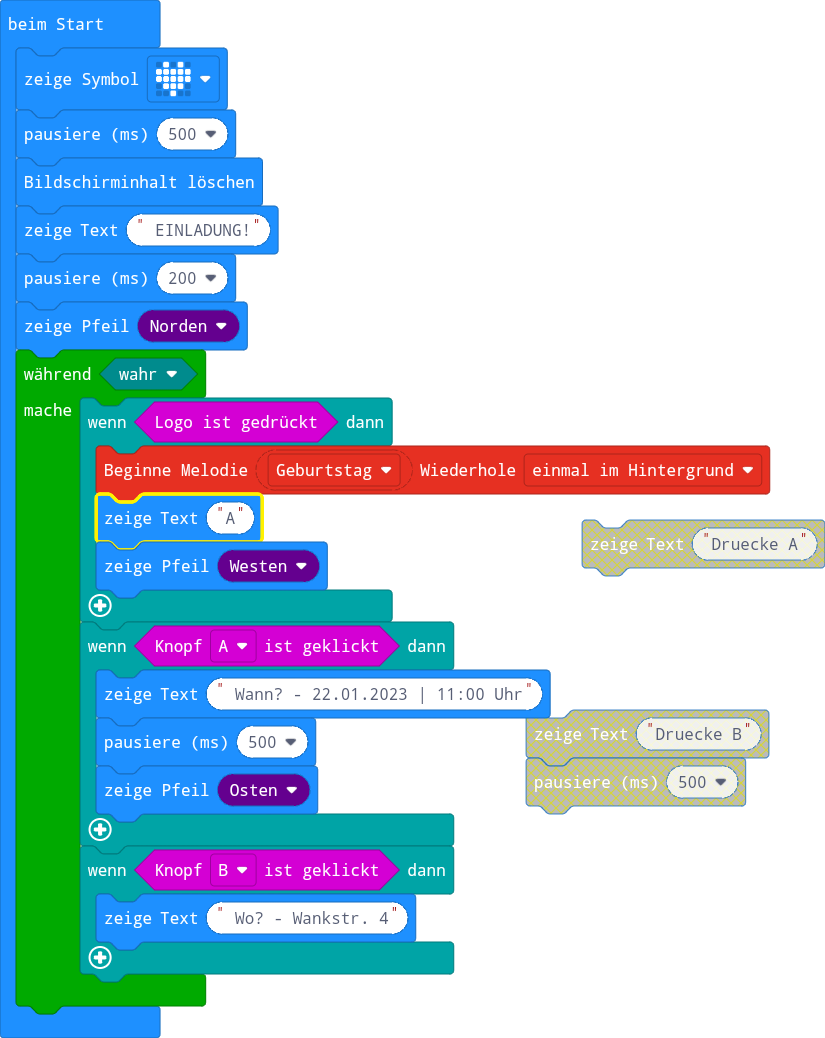 beim Start
zeige Symbol
pausiere (ms) 500
Bildschirminhalt löschen
zeige Text " EINLADUNG!"
pausiere (ms) 200
zeige Pfeil Norden
während wahr
mache
wenn Logo ist gedrückt dann
Beginne Melodie Geburtstag Wiederhole einmal im Hintergrund
zeige Text "A"
zeige Text "Druecke A"
zeige Pfeil Westen
wenn Knopf A ist geklickt dann
zeige Text " Wann? - 22.01.2023 | 11:00 Uhr"
zeige Text "Druecke B"
pausiere (ms) 500
pausiere (ms) 500
zeige Pfeil Osten
wenn Knopf B ist geklickt dann
zeige Text " Wo? - Wankstr. 4"